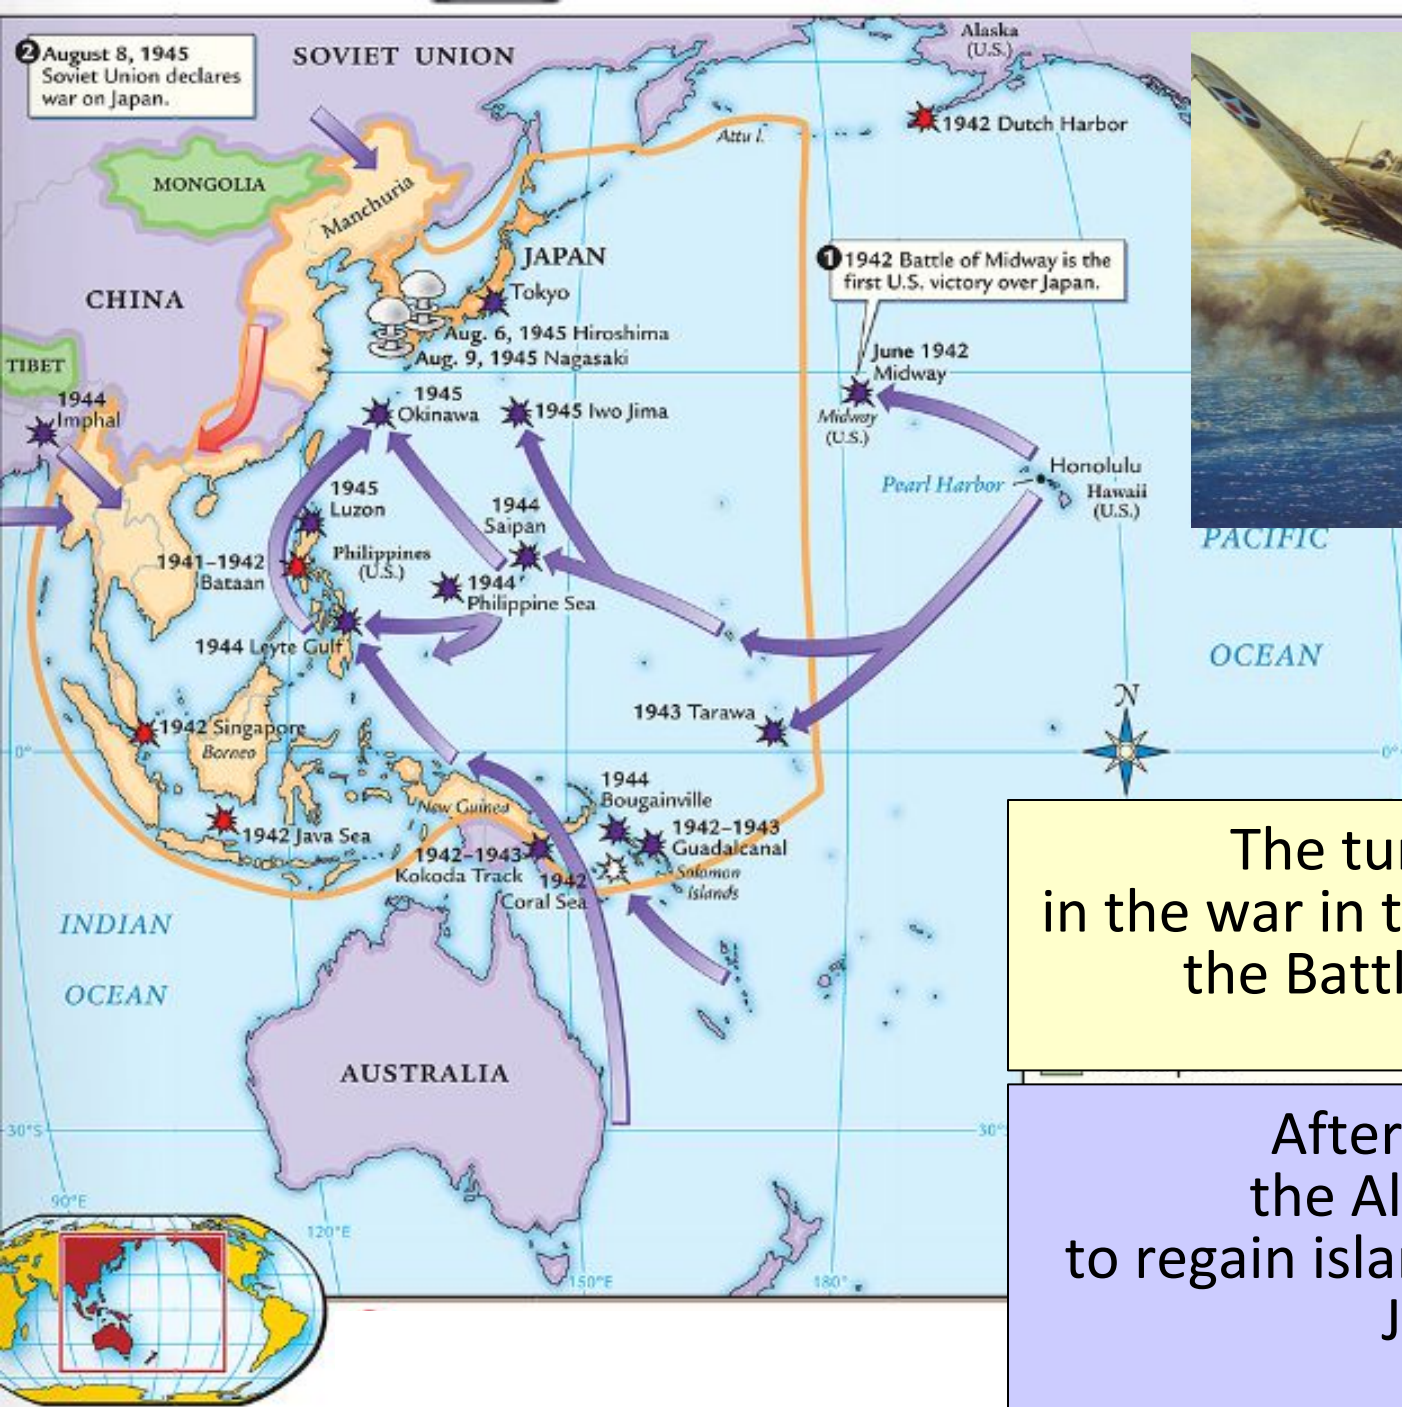 2 August 8, 1945
Soviet Union declares
war on Japan.
SOVIET UNION
Alaska
(U.S.)
1942 Dutch Harbor
Attu I.
MONGOLIA
Manchuria
JAPAN
Tokyo
1 1942 Battle of Midway is the
first U.S. victory over Japan.
CHINA
Aug. 6, 1945 Hiroshima
Aug. 9, 1945 Nagasaki
TIBET
June 1942
Midway
Midway
(U.S.)
1944
Imphal
1945
Okinawa
1945 Iwo Jima
Honolulu
Pearl Harbor
Hawaii
(U.S.)
1945
Luzon
1944
Saipan
PACIFIC
OCEAN
1941–1942
Bataan
Philippines
(U.S.)
1944
Philippine Sea
1944 Leyte Gulf
1943 Tarawa
N
1942 Singapore
Borneo
0°
0°
1944
Bougainville
New Guinea
1942–1943
Guadalcanal
1942 Java Sea
1942–1943
Kokoda Track
1942
Coral Sea
Solomon
Islands
INDIAN
OCEAN
AUSTRALIA
30°S
30°
90°E
120°E
150°E
180°
The tu
in the war in t
the Battl
After
the Al
to regain isla
J